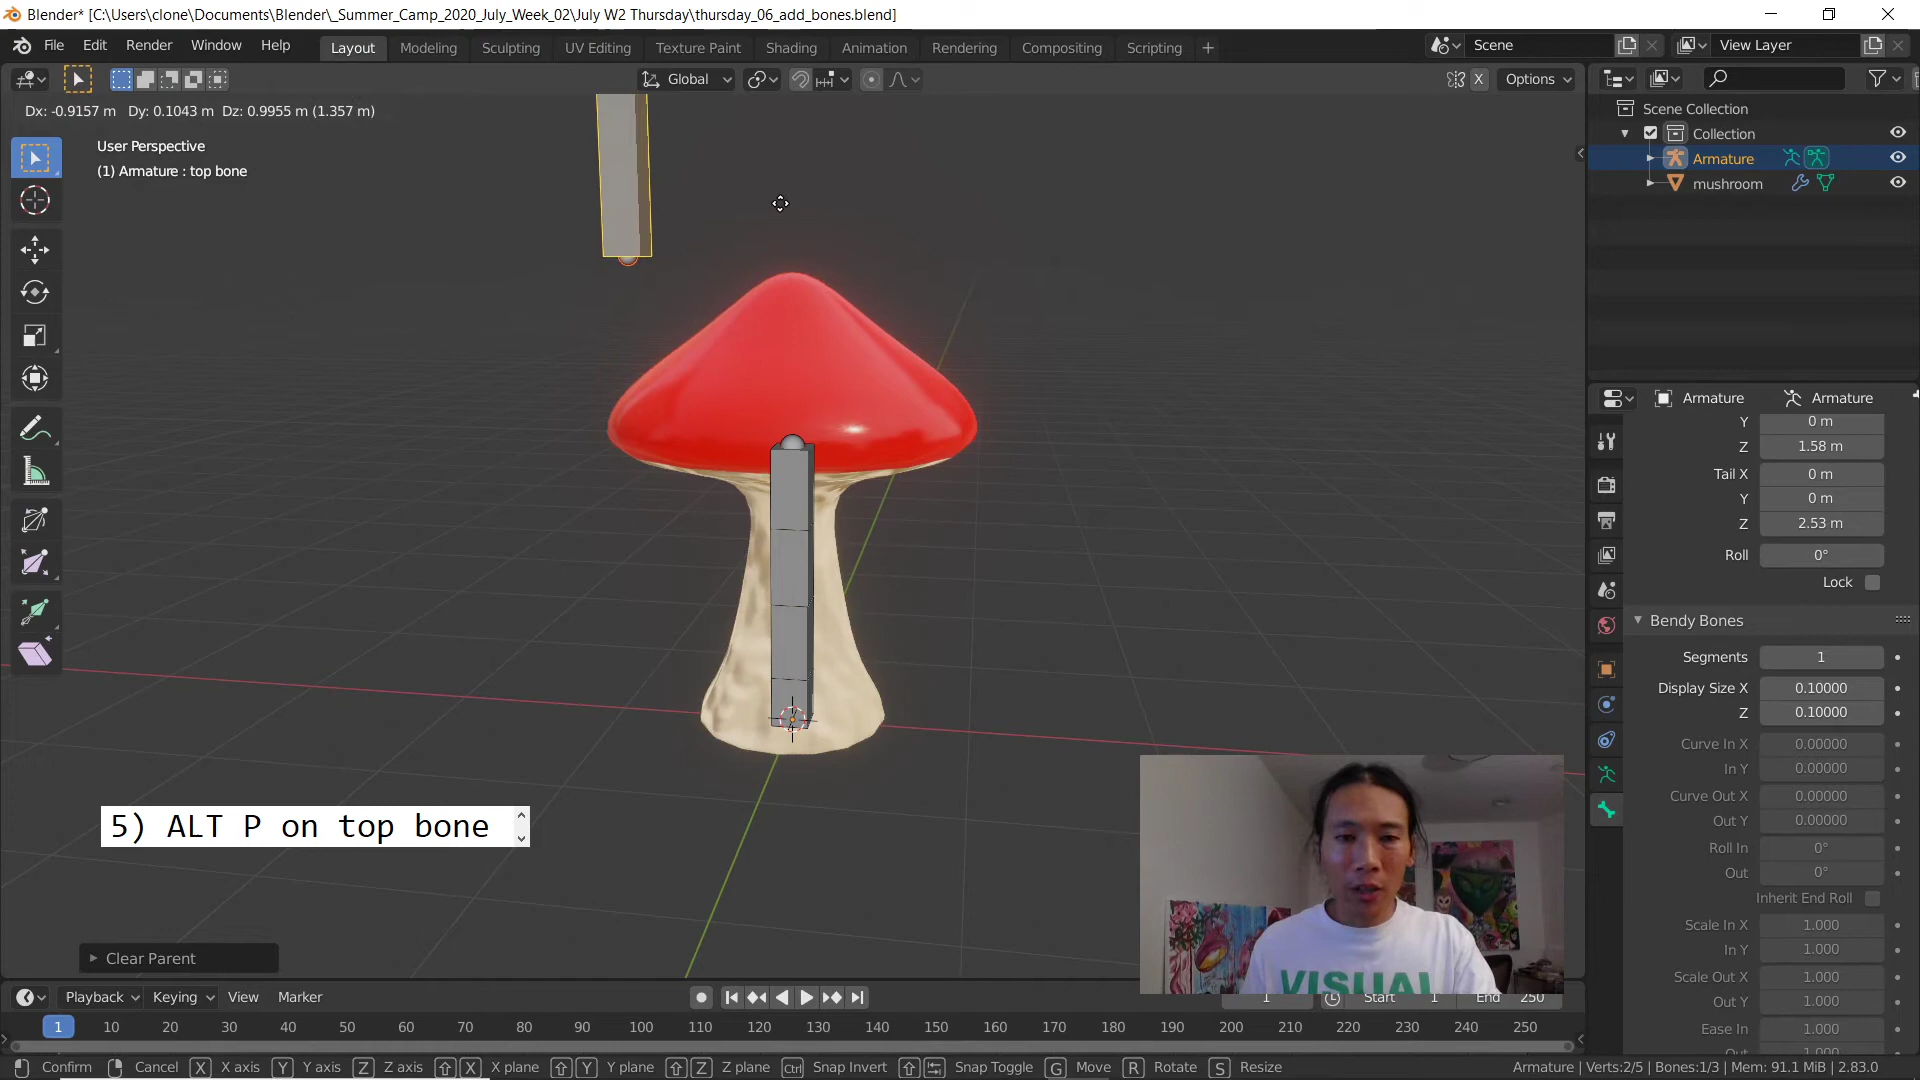 Blender* [C:\Users\clone\Documents\Blender\_Summer_Camp_2020_July_Week_02\July W2 Thursday\thursday_06_add_bones.blend]
File Edit Render Window Help
Layout Modeling Sculpting UV Editing Texture Paint Shading Animation Rendering Compositing Scripting +
Scene
View Layer
Global
X
Options
Dx: -0.9157 m Dy: 0.1043 m Dz: 0.9955 m (1.357 m)
User Perspective
(1) Armature : top bone
Scene Collection
Collection
Armature
mushroom
Armature Armature
Y 0 m
Z 1.58 m
Tail X 0 m
Y 0 m
Z 2.53 m
Roll 0°
Lock
Bendy Bones
Segments 1
Display Size X 0.10000
Z 0.10000
Curve In X 0.00000
In Y 0.00000
Curve Out X 0.00000
Out Y 0.00000
Roll In 0°
Out 0°
Inherit End Roll
Scale In X 1.000
In Y 1.000
Scale Out X 1.000
Out Y 1.000
Ease In 1.000
5) ALT P on top bone
VISUAL
Clear Parent
Playback Keying View Marker
1 Start 1 End 250
1 10 20 30 40 50 60 70 80 90 100 110 120 130 140 150 160 170 180 190 200 210 220 230 240 250
Confirm Cancel X X axis Y Y axis Z Z axis X X plane Y Y plane Z Z plane Ctrl Snap Invert Snap Toggle G Move R Rotate S Resize
Armature | Verts:2/5 | Bones:1/3 | Mem: 91.1 MiB | 2.83.0